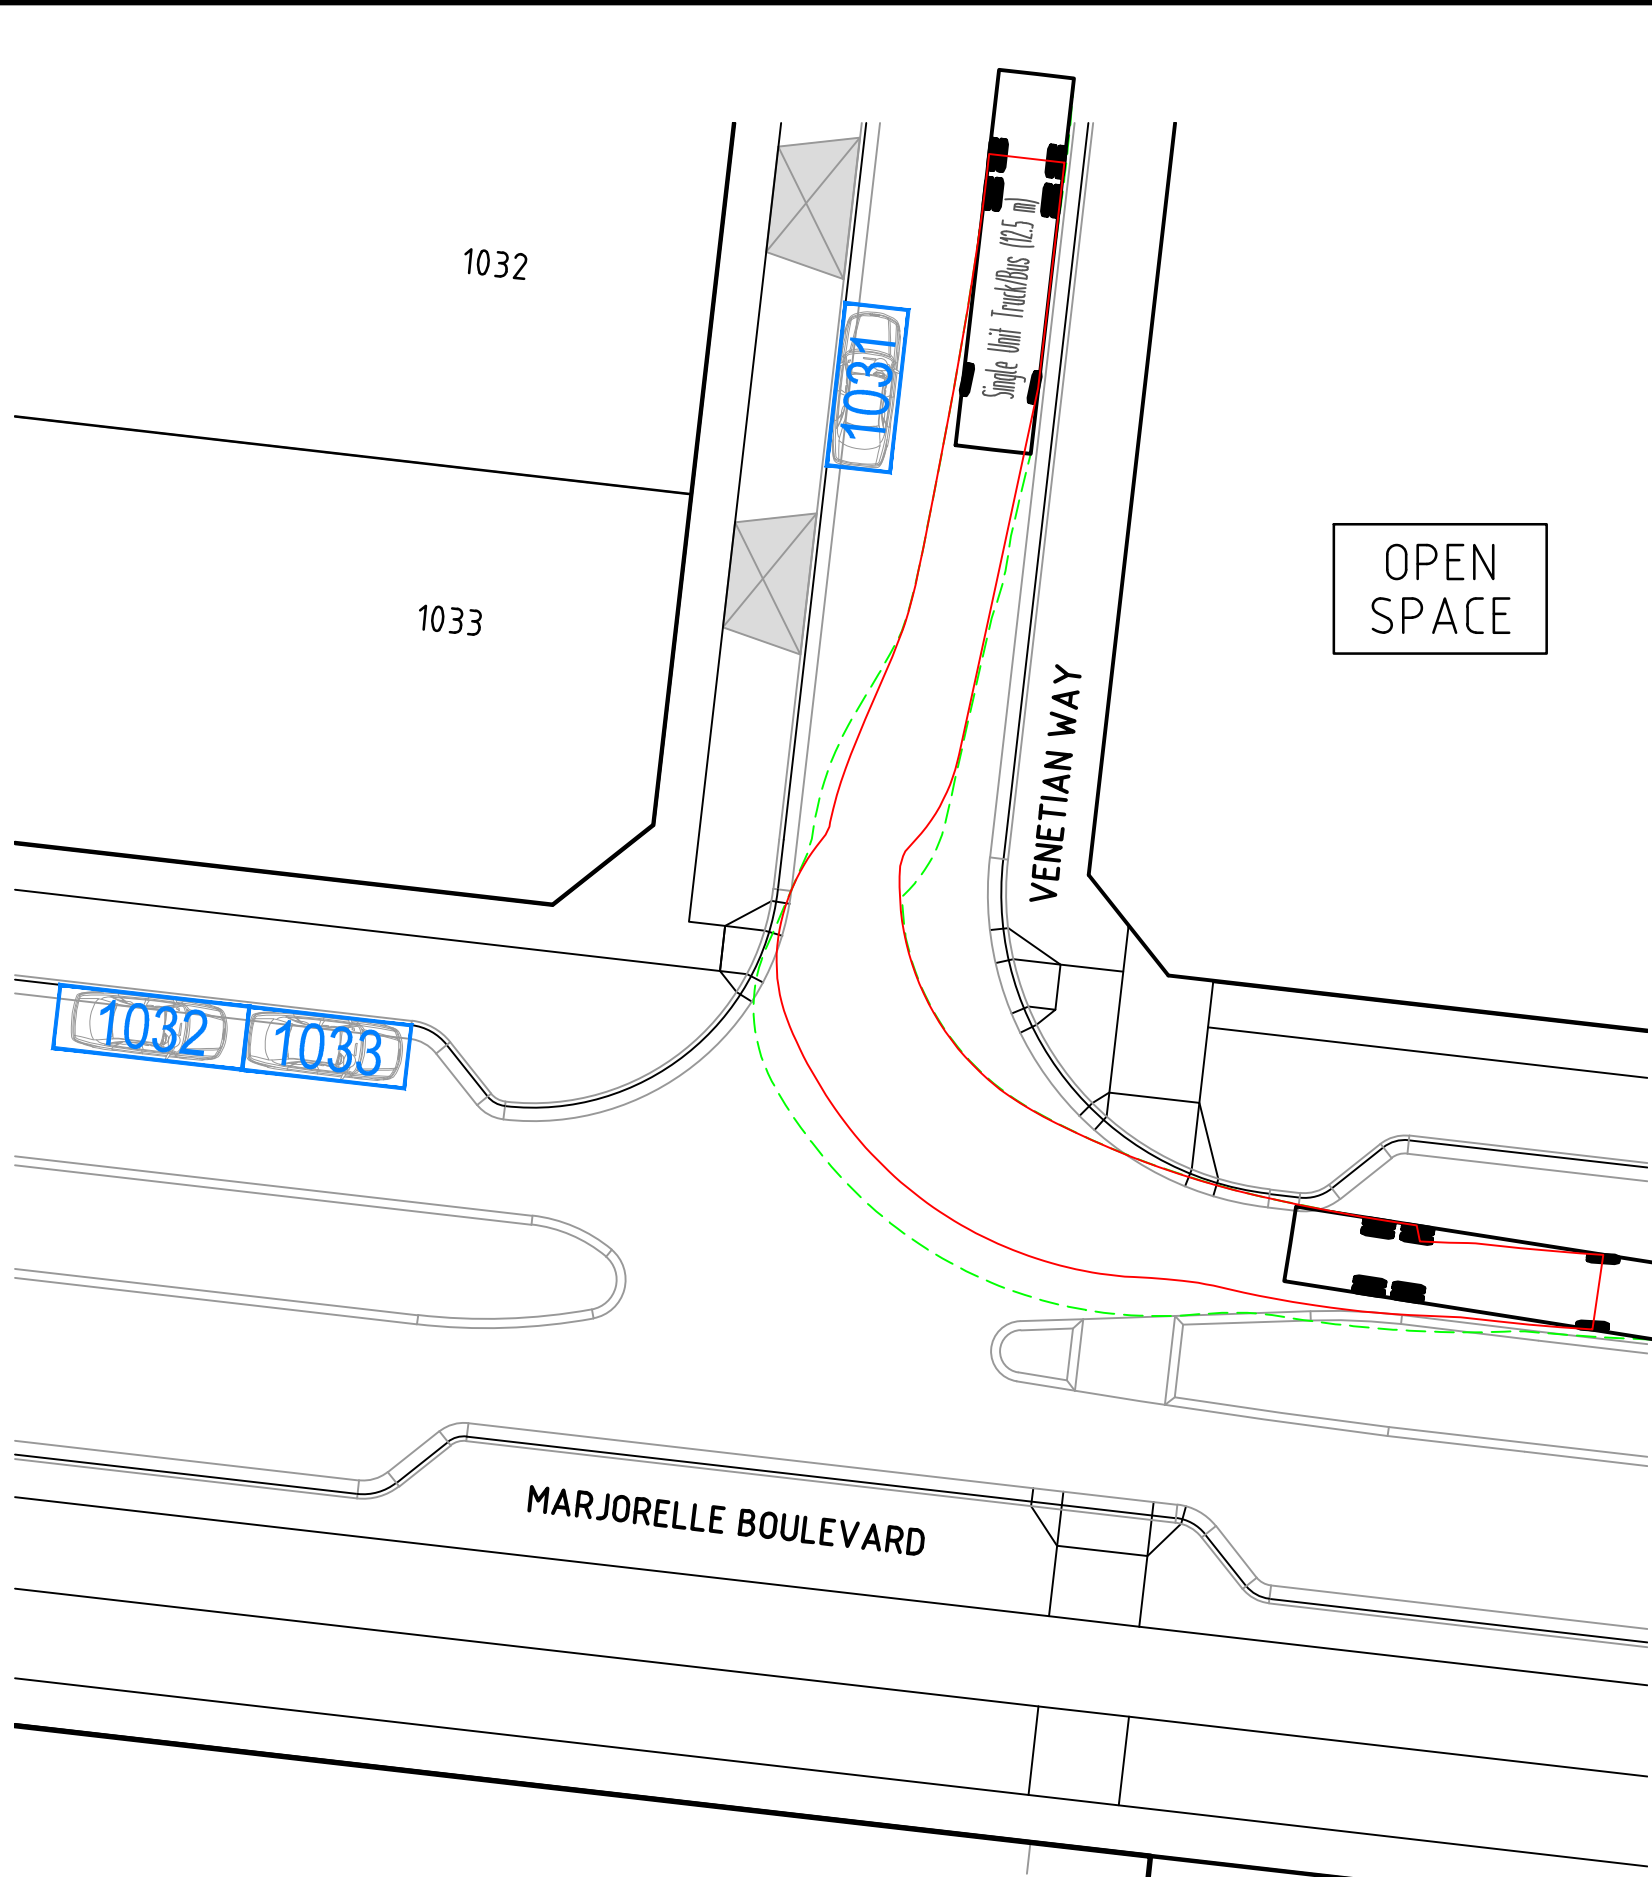 1032
Single Unit Truck/Bus (12.5 m)
1031
OPEN
SPACE
1033
VENETIAN WAY
1032
1033
MARJORELLE BOULEVARD